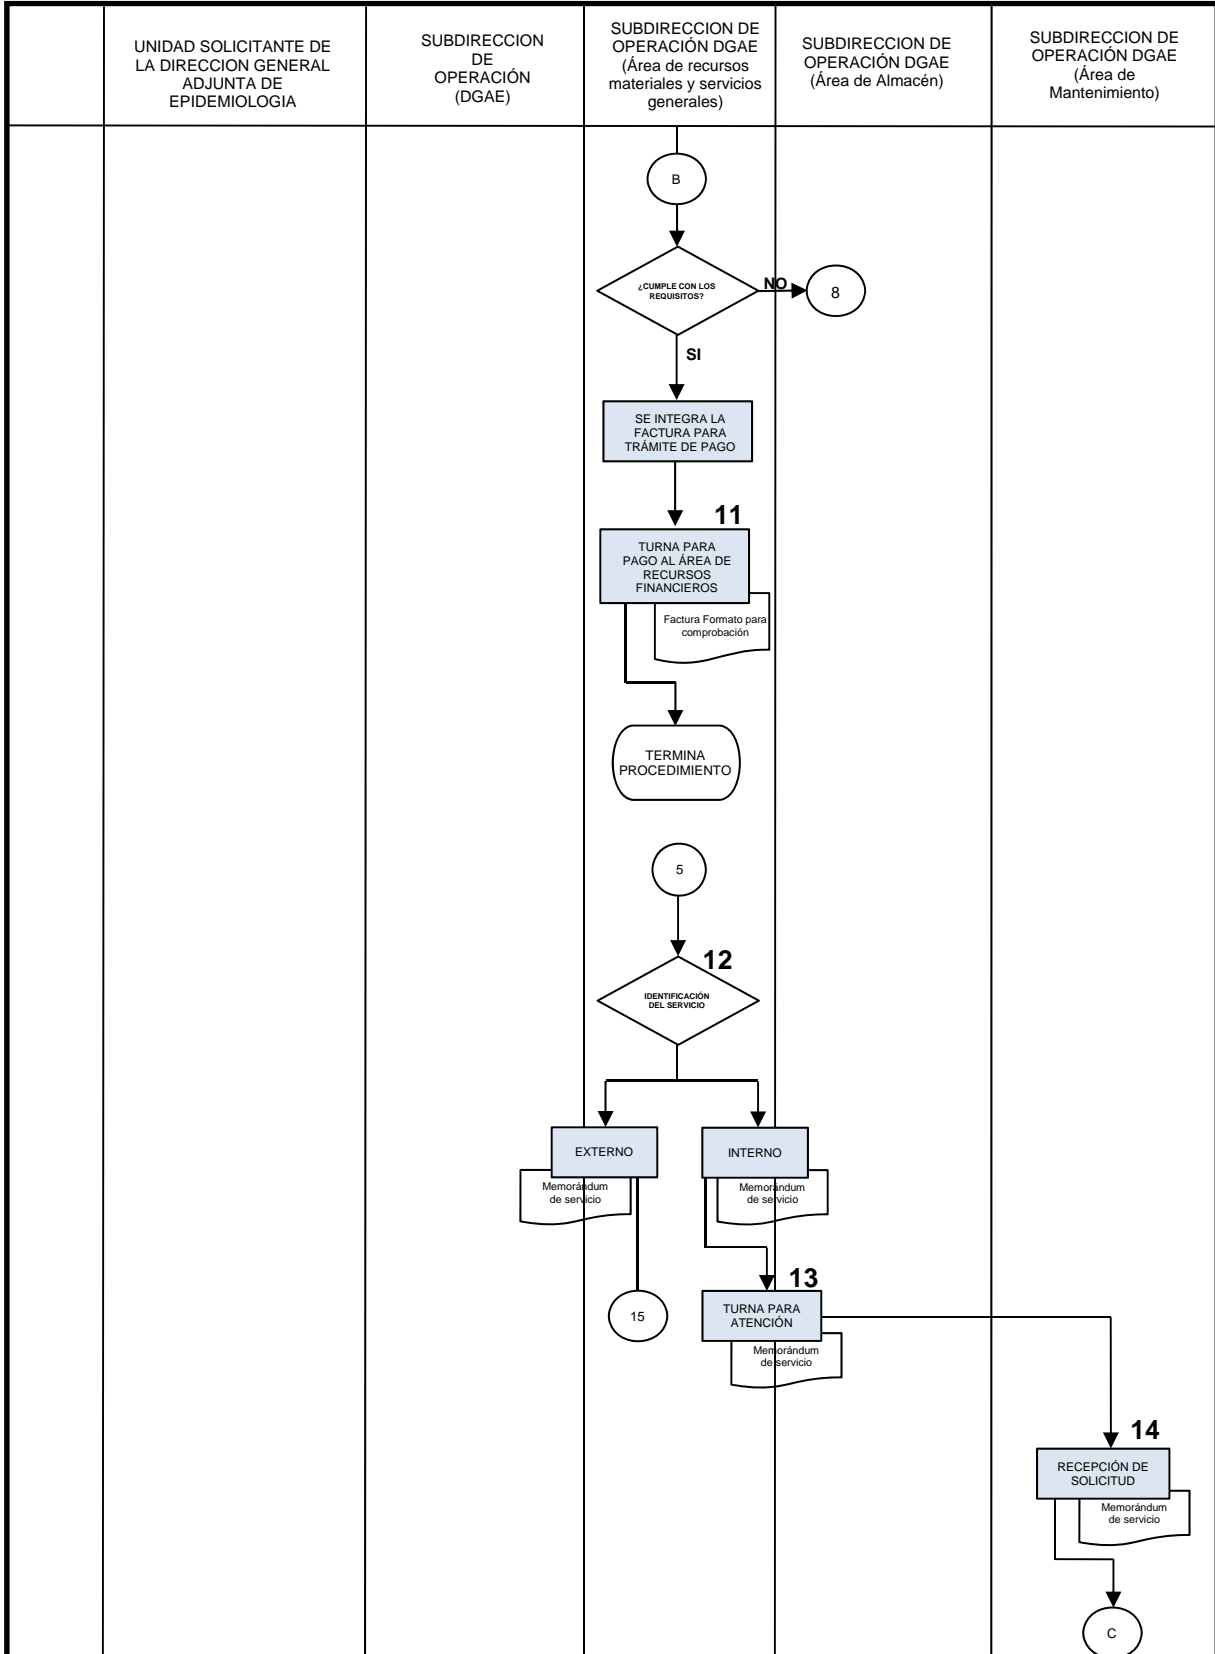 UNIDAD SOLICITANTE DE
LA DIRECCION GENERAL
ADJUNTA DE
EPIDEMIOLOGIA
SUBDIRECCION
DE
OPERACIÓN
(DGAE)
SUBDIRECCION DE
OPERACIÓN DGAE
(Área de recursos
materiales y servicios
generales)
SUBDIRECCION DE
OPERACIÓN DGAE
(Área de Almacén)
SUBDIRECCION DE
OPERACIÓN DGAE
(Área de
Mantenimiento)
B
¿CUMPLE CON LOS
REQUISITOS?
NO
8
SI
SE INTEGRA LA
FACTURA PARA
TRÁMITE DE PAGO
11
TURNA PARA
PAGO AL ÁREA DE
RECURSOS
FINANCIEROS
Factura Formato para
comprobación
TERMINA
PROCEDIMIENTO
5
12
IDENTIFICACIÓN
DEL SERVICIO
EXTERNO
Memorándum
de servicio
INTERNO
Memorándum
de servicio
15
13
TURNA PARA
ATENCIÓN
Memorándum
de servicio
14
RECEPCIÓN DE
SOLICITUD
Memorándum
de servicio
C